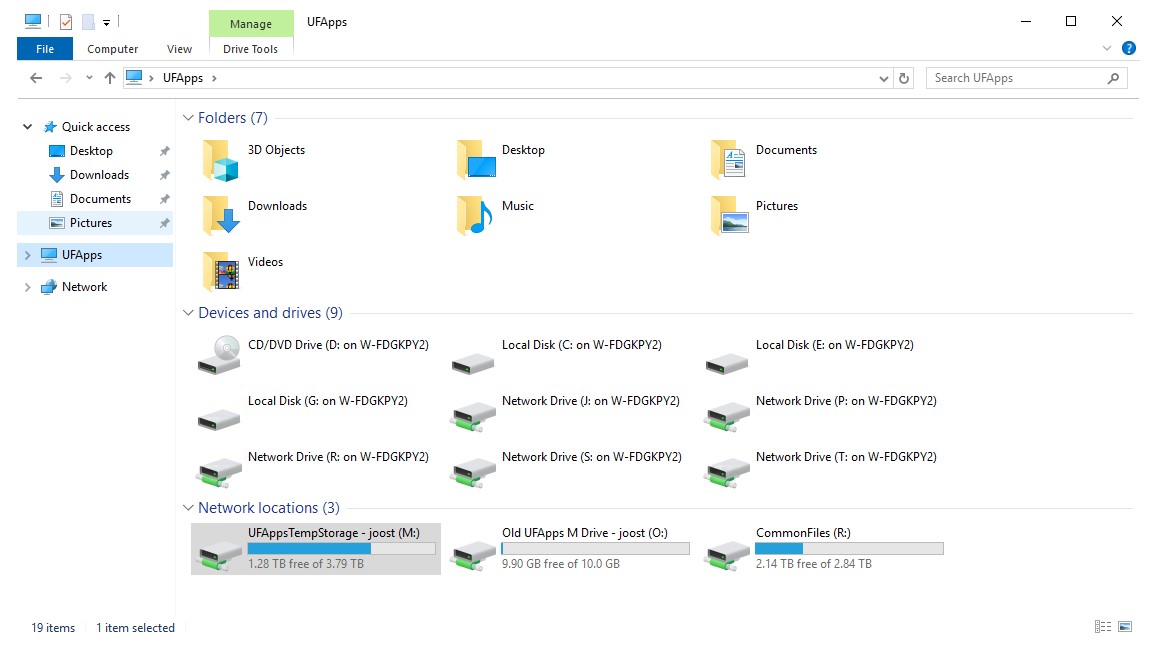 Manage
UFApps
File
Computer
View
Drive Tools
UFApps
Search UFApps
Quick access
Desktop
Downloads
Documents
Pictures
UFApps
Network
Folders (7)
3D Objects
Desktop
Documents
Downloads
Music
Pictures
Videos
Devices and drives (9)
CD/DVD Drive (D: on W-FDGKPY2)
Local Disk (C: on W-FDGKPY2)
Local Disk (E: on W-FDGKPY2)
Local Disk (G: on W-FDGKPY2)
Network Drive (J: on W-FDGKPY2)
Network Drive (P: on W-FDGKPY2)
Network Drive (R: on W-FDGKPY2)
Network Drive (S: on W-FDGKPY2)
Network Drive (T: on W-FDGKPY2)
Network locations (3)
UFAppsTempStorage - joost (M:)
1.28 TB free of 3.79 TB
Old UFApps M Drive - joost (O:)
9.90 GB free of 10.0 GB
CommonFiles (R:)
2.14 TB free of 2.84 TB
19 items
1 item selected